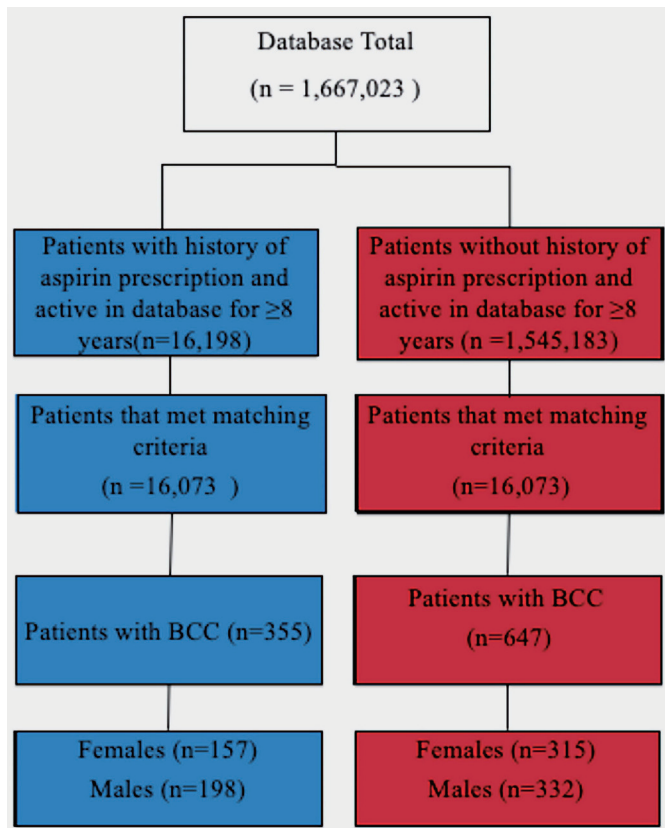 Database Total
(n = 1,667,023 )
Patients with history of
aspirin prescription and
active in database for ≥8
years(n=16,198)
Patients without history of
aspirin prescription and
active in database for ≥8
years (n =1,545,183)
Patients that met matching
criteria
(n =16,073  )
Patients that met matching
criteria
(n=16,073)
Patients with BCC (n=355)
Patients with BCC
(n=647)
Females (n=157)
Males (n=198)
Females (n=315)
Males (n=332)